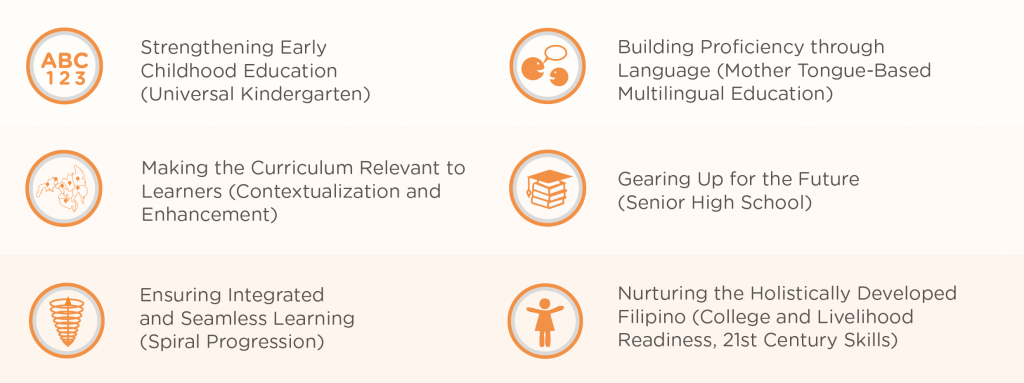 ABC
123
Strengthening Early
Childhood Education
(Universal Kindergarten)
Building Proficiency through
Language (Mother Tongue-Based
Multilingual Education)
Making the Curriculum Relevant to
Learners (Contextualization and
Enhancement)
Gearing Up for the Future
(Senior High School)
Ensuring Integrated
and Seamless Learning
(Spiral Progression)
Nurturing the Holistically Developed
Filipino (College and Livelihood
Readiness, 21st Century Skills)